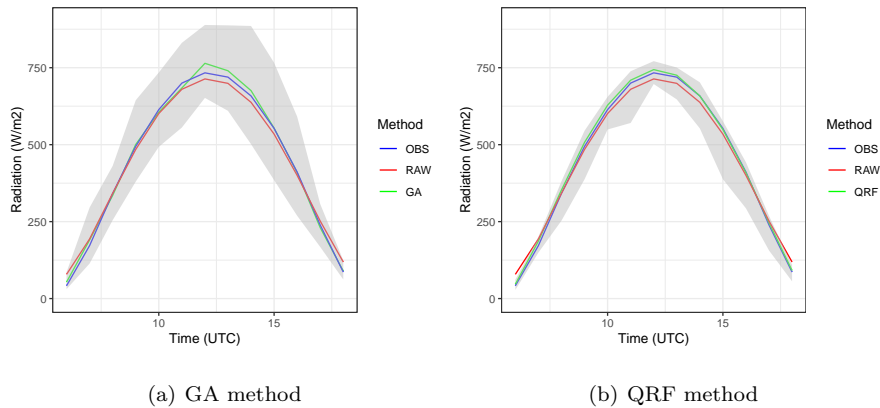 Radiation (W/m2)
750
500
250
0
10
15
Time (UTC)
Method
OBS
RAW
GA
(a) GA method
Radiation (W/m2)
750
500
250
0
10
15
Time (UTC)
Method
OBS
RAW
QRF
(b) QRF method